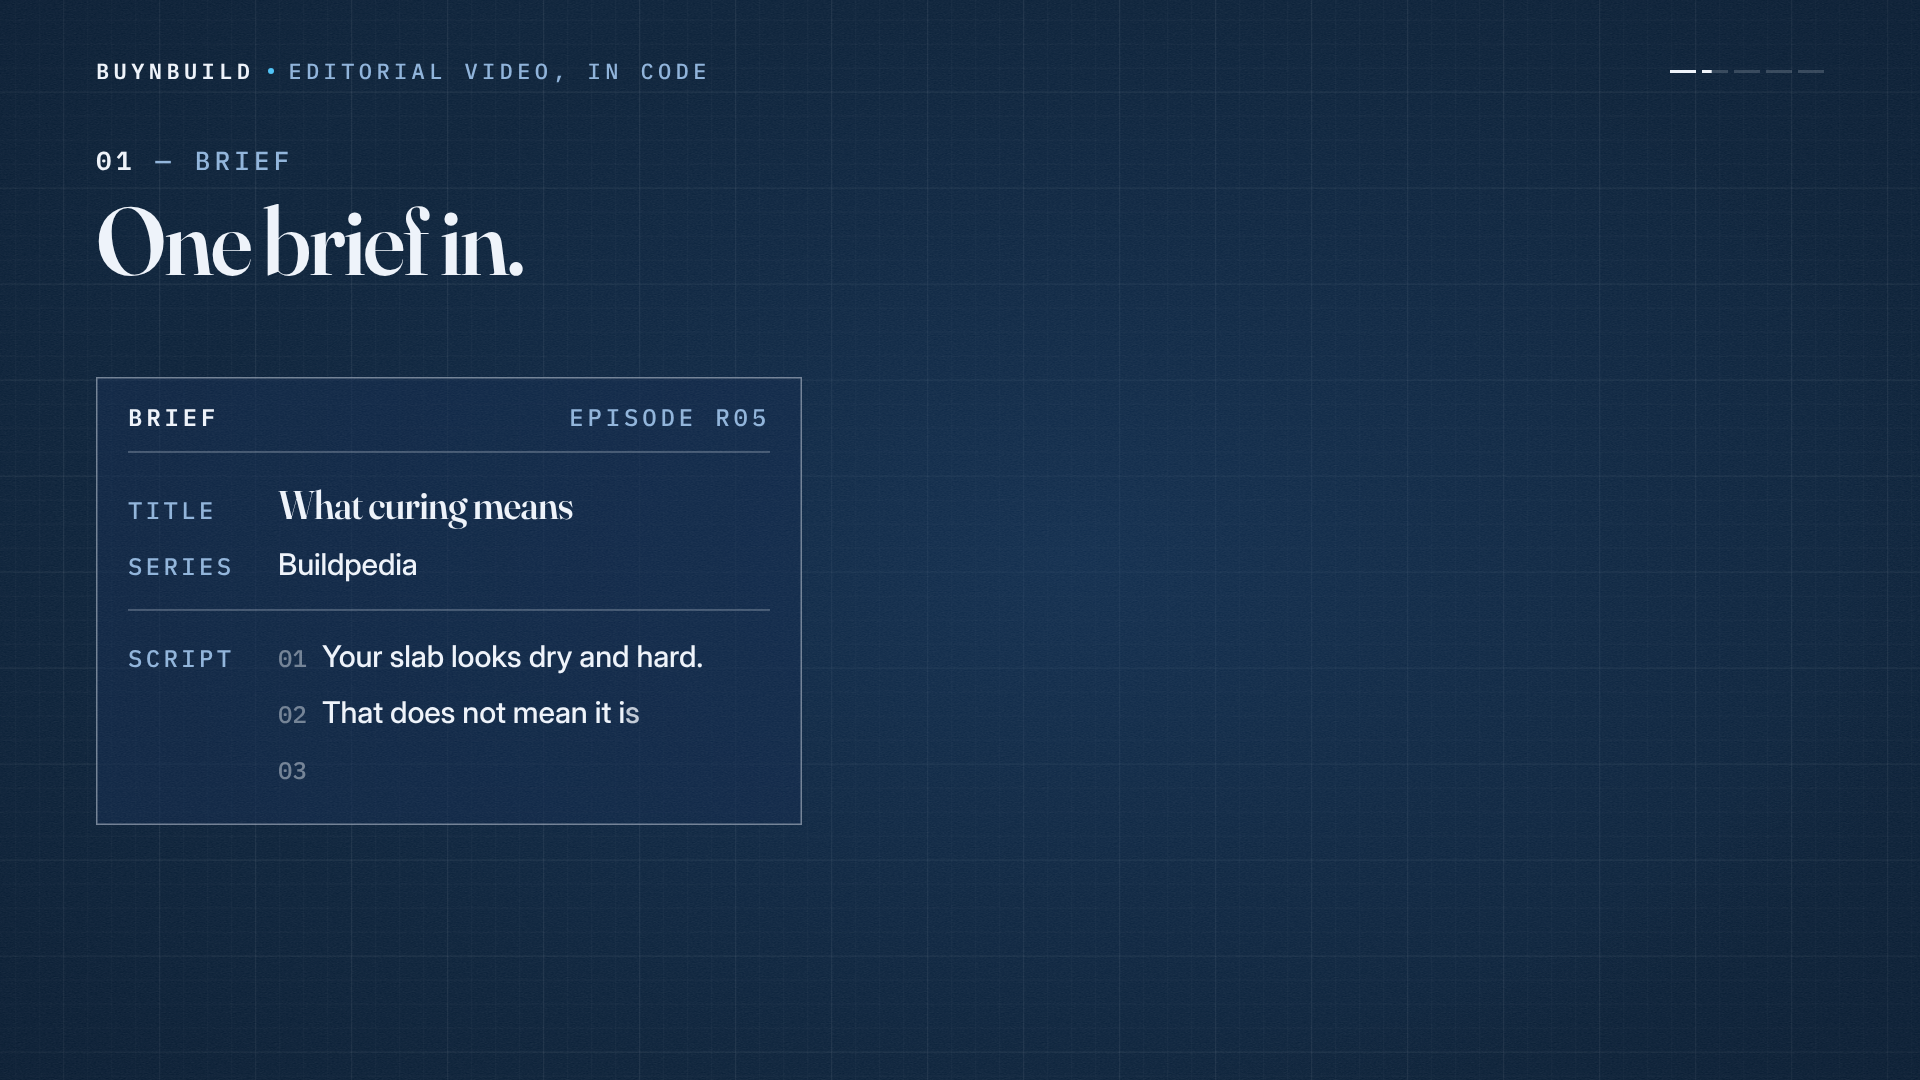 BUYNBUILD • EDITORIAL VIDEO, IN CODE
01 — BRIEF
One brief in.
BRIEF EPISODE R05
TITLE What curing means
SERIES Buildpedia
SCRIPT 01 Your slab looks dry and hard.
02 That does not mean it is
03